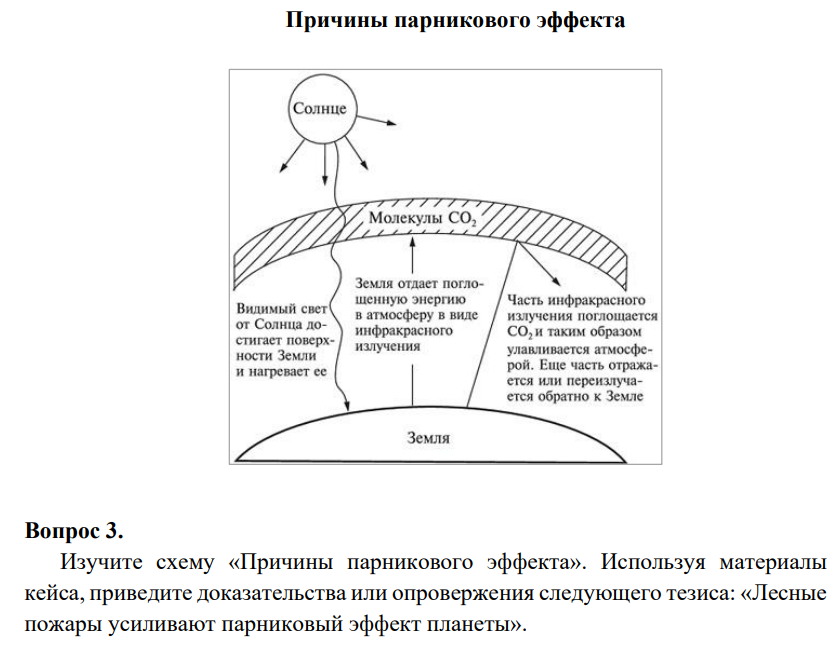 Причины парникового эффекта
Солнце
Молекулы CO₂
Видимый свет
от Солнца до-
стигает поверх-
ности Земли
и нагревает ее
Земля отдает погло-
щенную энергию
в атмосферу в виде
инфракрасного
излучения
Часть инфракрасного
излучения поглощается
CO₂ и таким образом
улавливается атмосфе-
рой. Еще часть отража-
ется или переизлуча-
ется обратно к Земле
Земля
Вопрос 3.
Изучите схему «Причины парникового эффекта». Используя материалы
кейса, приведите доказательства или опровержения следующего тезиса: «Лесные
пожары усиливают парниковый эффект планеты».